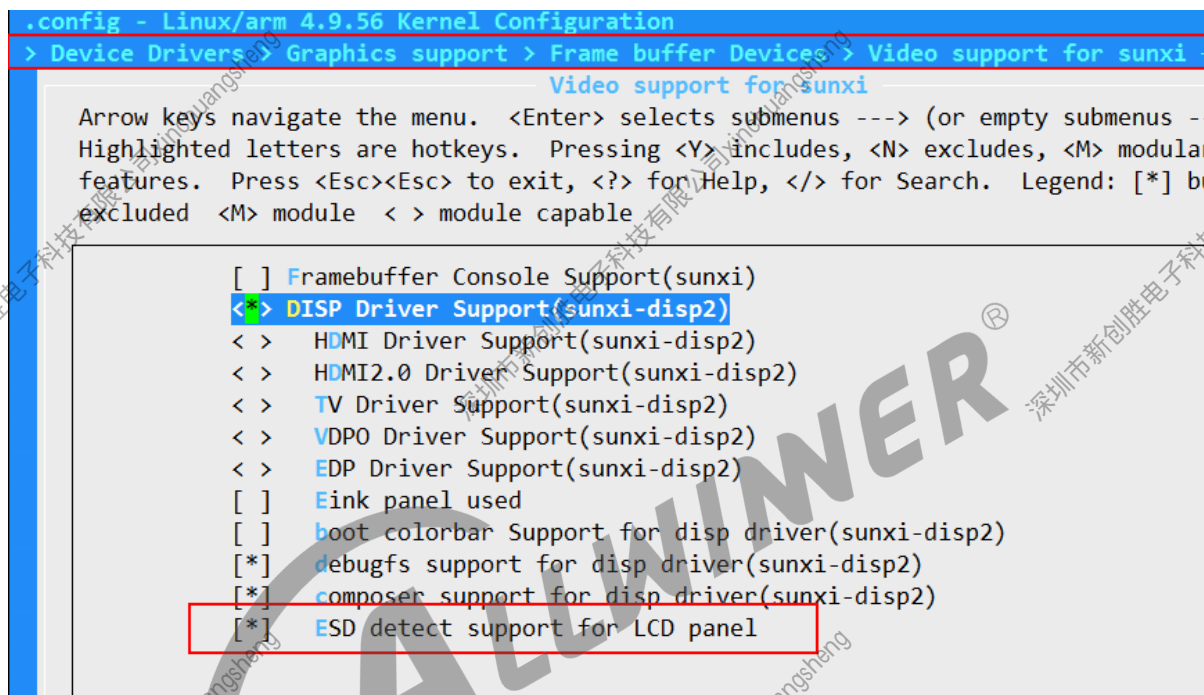 .config - Linux/arm 4.9.56 Kernel Configuration
> Device Drivers > Graphics support > Frame buffer Devices > Video support for sunxi
Video support for sunxi
Arrow keys navigate the menu. <Enter> selects submenus ---> (or empty submenus -
Highlighted letters are hotkeys. Pressing <Y> includes, <N> excludes, <M> modular
features. Press <Esc><Esc> to exit, <?> for Help, </> for Search. Legend: [*] bu
excluded <M> module < > module capable
[ ] Framebuffer Console Support(sunxi)
<*> DISP Driver Support(sunxi-disp2)
< > HDMI Driver Support(sunxi-disp2)
< > HDMI2.0 Driver Support(sunxi-disp2)
< > TV Driver Support(sunxi-disp2)
< > VDPO Driver Support(sunxi-disp2)
< > EDP Driver Support(sunxi-disp2)
[ ] Eink panel used
[ ] boot colorbar Support for disp driver(sunxi-disp2)
[*] debugfs support for disp driver(sunxi-disp2)
[*] composer support for disp driver(sunxi-disp2)
[*] ESD detect support for LCD panel
ALLWINNER®
深圳市新创胜电子科技有限公司